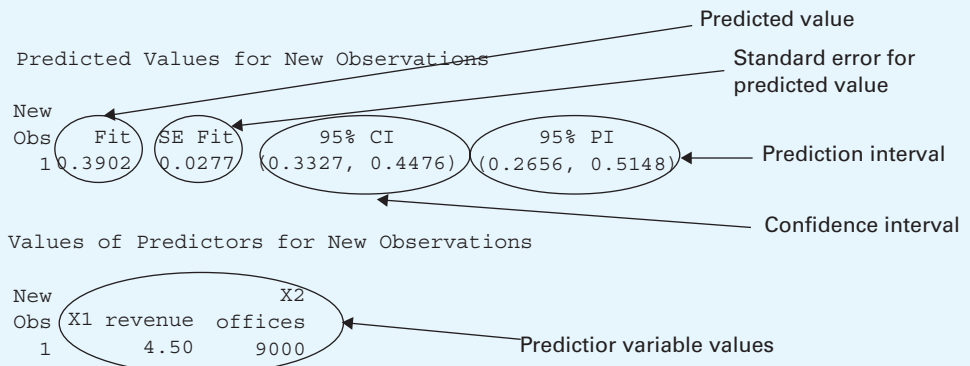 Predicted value
Predicted Values for New Observations
Standard error for
predicted value
New
Obs Fit SE Fit 95% CI 95% PI
1 0.3902 0.0277 (0.3327, 0.4476) (0.2656, 0.5148)
Prediction interval
Confidence interval
Values of Predictors for New Observations
New X2
Obs X1 revenue offices
1 4.50 9000
Predictior variable values